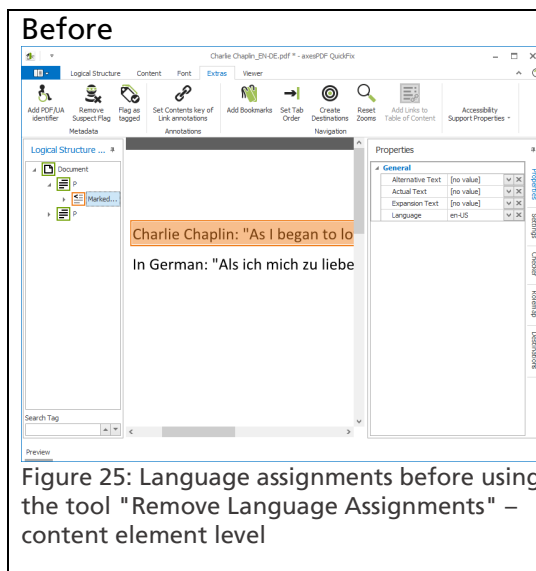 Before
Charlie Chaplin_EN-DE.pdf * - axesPDF QuickFix
Logical Structure Content Font Extras Viewer
Add PDF/UA identifier Remove Suspect Flag Flag as tagged Set Contents key of Link annotations Add Bookmarks Set Tab Order Create Destinations Reset Zooms Add Links to Table of Content Accessibility Support Properties
Metadata Annotations Navigation
Logical Structure ...
Document
P
Marked...
P
Search Tag
Charlie Chaplin: "As I began to lo
In German: "Als ich mich zu liebe
Properties
General
Alternative Text [no value]
Actual Text [no value]
Expansion Text [no value]
Language en-US
Properties
Settings
Checker
Rolemap
Destinations
Preview
Figure 25: Language assignments before using
the tool "Remove Language Assignments" –
content element level